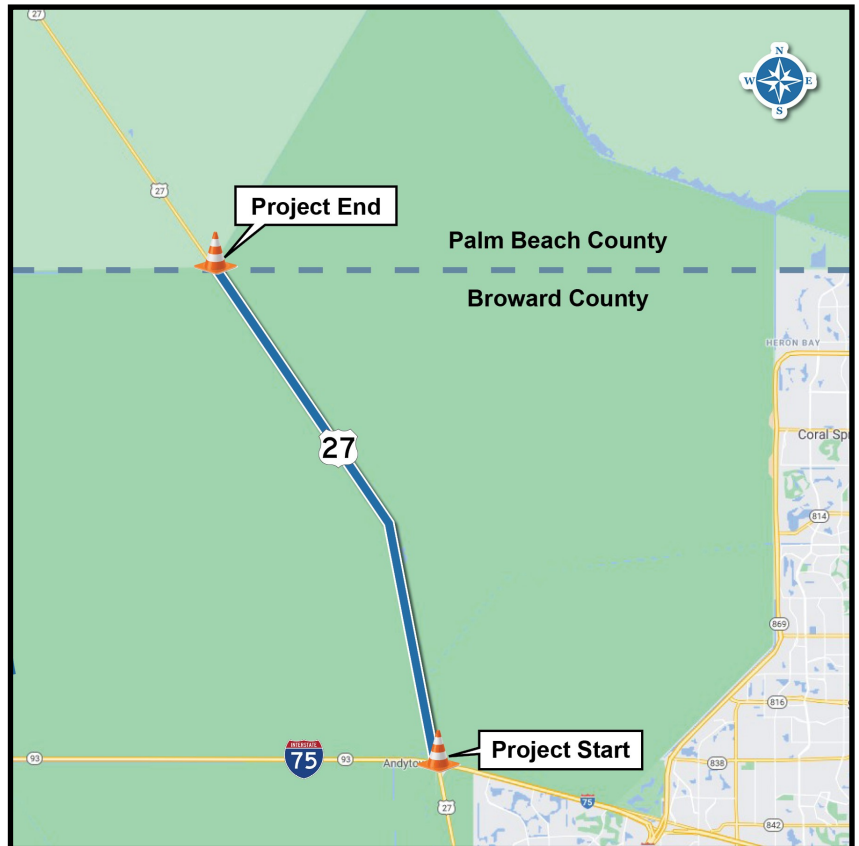 27
N
W E
S
27
Project End
Palm Beach County
Broward County
HERON BAY
27
Coral Sp
814
869
816
Project Start
INTERSTATE
75
93
93
Andyto
838
75
27
842